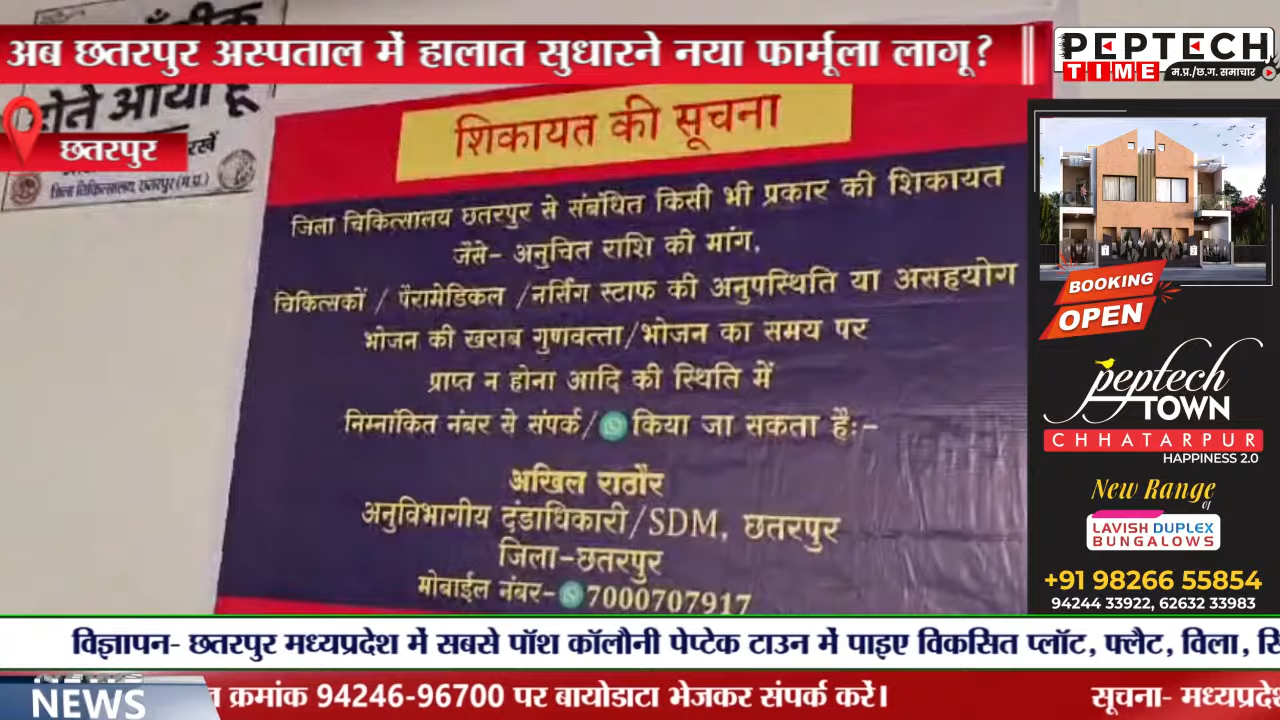 अब छतरपुर अस्पताल में हालात सुधारने नया फार्मूला लागू?
PEPTECH
TIME
म.प्र./छ.ग. समाचार
छतरपुर
जिला चिकित्सालय, छतरपुर (म.प्र.)
शिकायत की सूचना
जिला चिकित्सालय छतरपुर से संबंधित किसी भी प्रकार की शिकायत
जैसे- अनुचित राशि की मांग,
चिकित्सकों / पैरामेडिकल /नर्सिंग स्टाफ की अनुपस्थिति या असहयोग
भोजन की खराब गुणवत्ता/भोजन का समय पर
प्राप्त न होना आदि की स्थिति में
निम्नांकित नंबर से संपर्क/ किया जा सकता है:-
अखिल राठौर
अनुविभागीय दंडाधिकारी/SDM, छतरपुर
जिला-छतरपुर
मोबाईल नंबर- 7000707917
BOOKING
OPEN
peptech
TOWN
CHHATARPUR
HAPPINESS 2.0
New Range
of
LAVISH DUPLEX
BUNGALOWS
+91 98266 55854
94244 33922, 62632 33983
विज्ञापन- छतरपुर मध्यप्रदेश में सबसे पॉश कॉलौनी पेप्टेक टाउन में पाइए विकसित प्लॉट, फ्लैट, विला,
NEWS
क्रमांक 94246-96700 पर बायोडाटा भेजकर संपर्क करें।
सूचना- मध्यप्रदेश